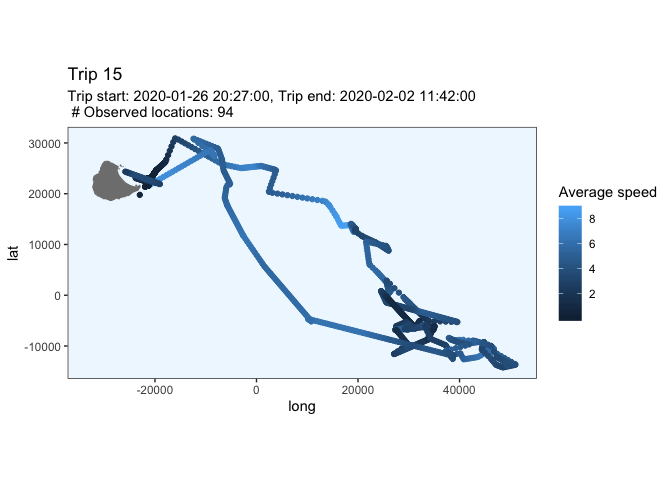 Trip 15
Trip start: 2020-01-26 20:27:00, Trip end: 2020-02-02 11:42:00
# Observed locations: 94
30000
20000
10000
0
-10000
lat
-20000
0
20000
40000
long
Average speed
8
6
4
2